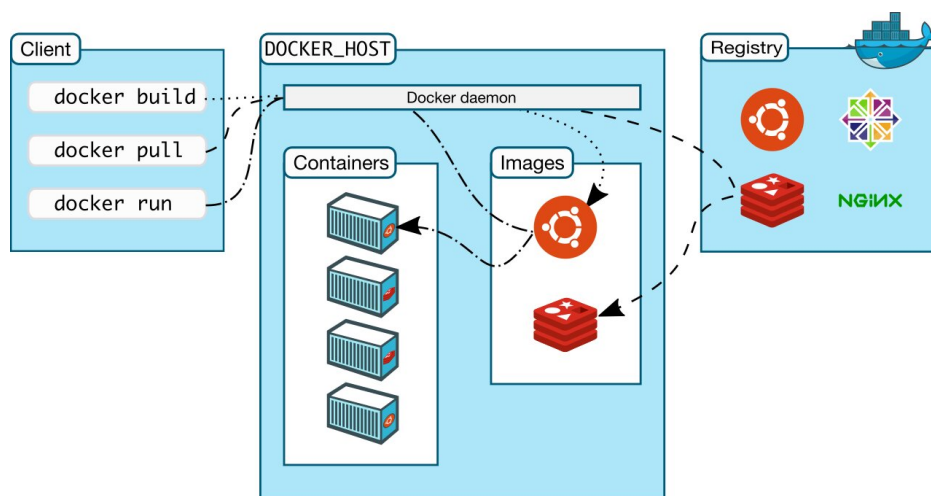 Client
docker build
docker pull
docker run
DOCKER_HOST
Docker daemon
Containers
Images
Registry
NGiNX